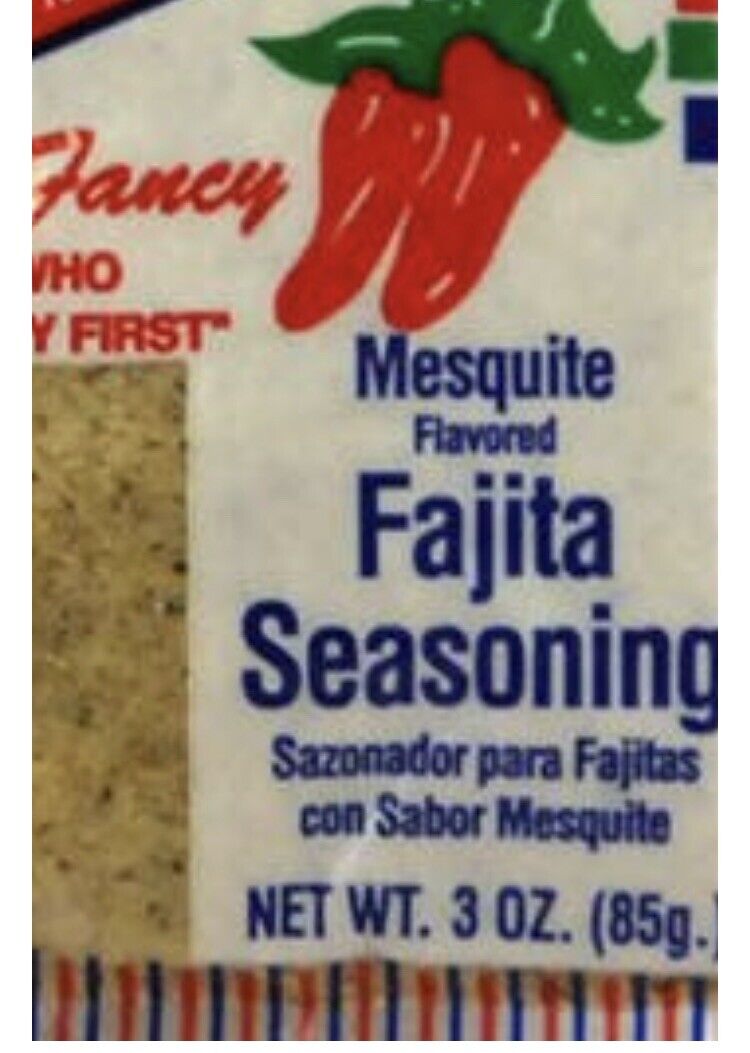 Fancy
WHO
Y FIRST"
Mesquite
Flavored
Fajita
Seasoning
Sazonador para Fajitas
con Sabor Mesquite
NET WT. 3 OZ. (85g.)